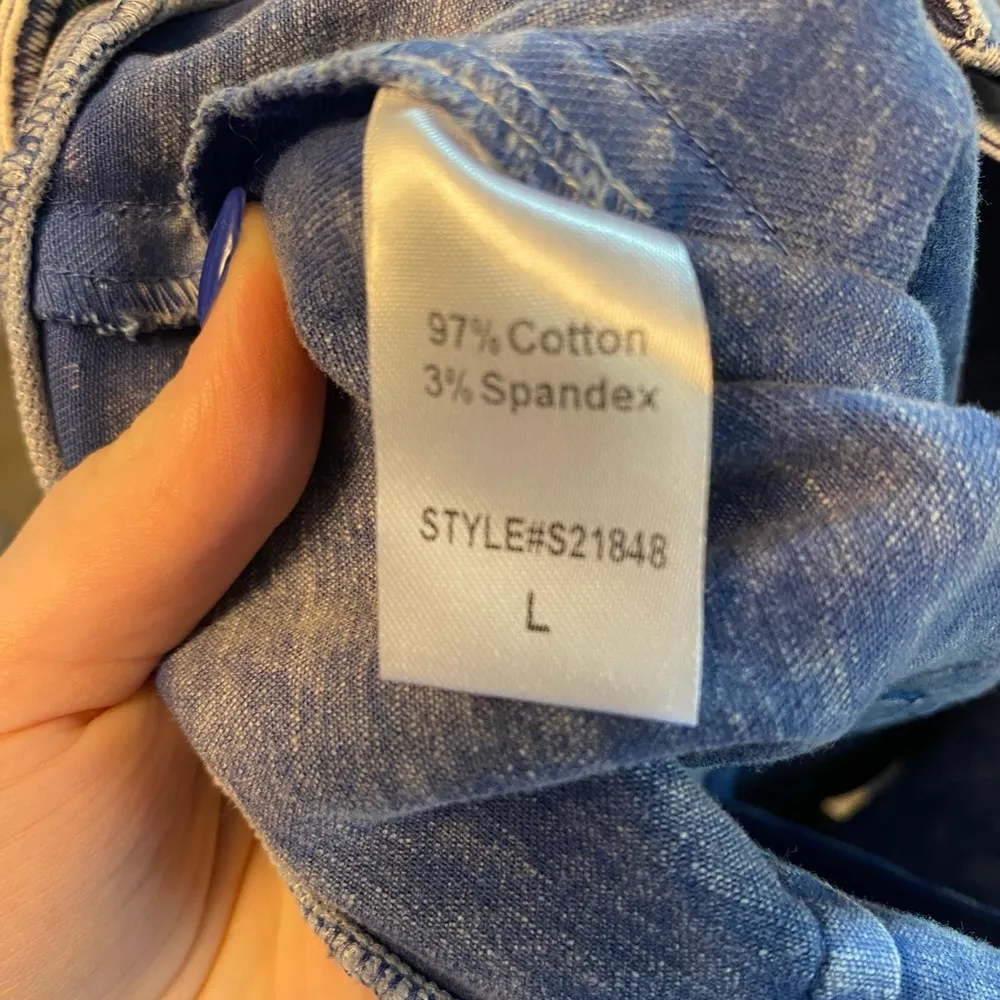 97% Cotton
3% Spandex
STYLE#S21848
L